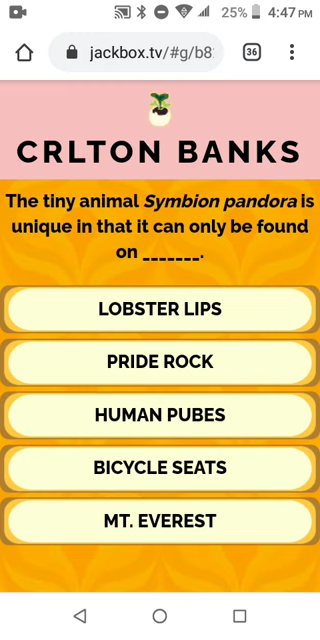 25% 4:47 PM
jackbox.tv/#g/b8
36
CRLTON BANKS
The tiny animal Symbion pandora is
unique in that it can only be found
on _______.
LOBSTER LIPS
PRIDE ROCK
HUMAN PUBES
BICYCLE SEATS
MT. EVEREST